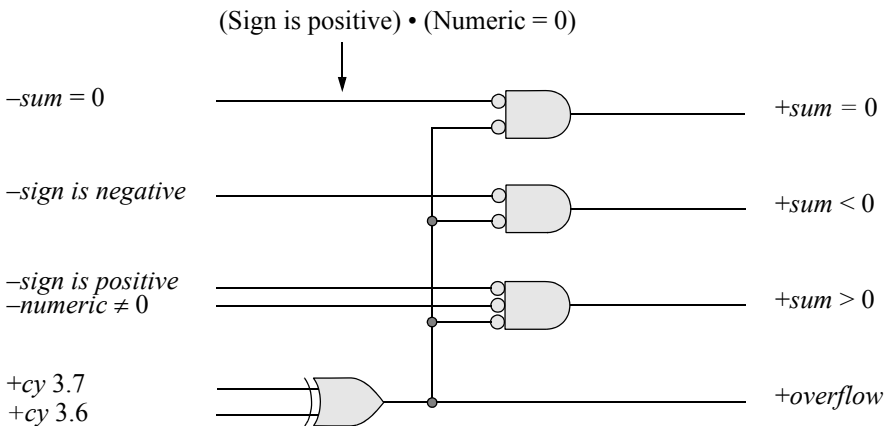 (Sign is positive) • (Numeric = 0)
–sum = 0
+sum = 0
–sign is negative
+sum < 0
–sign is positive
–numeric ≠ 0
+sum > 0
+cy 3.7
+cy 3.6
+overflow